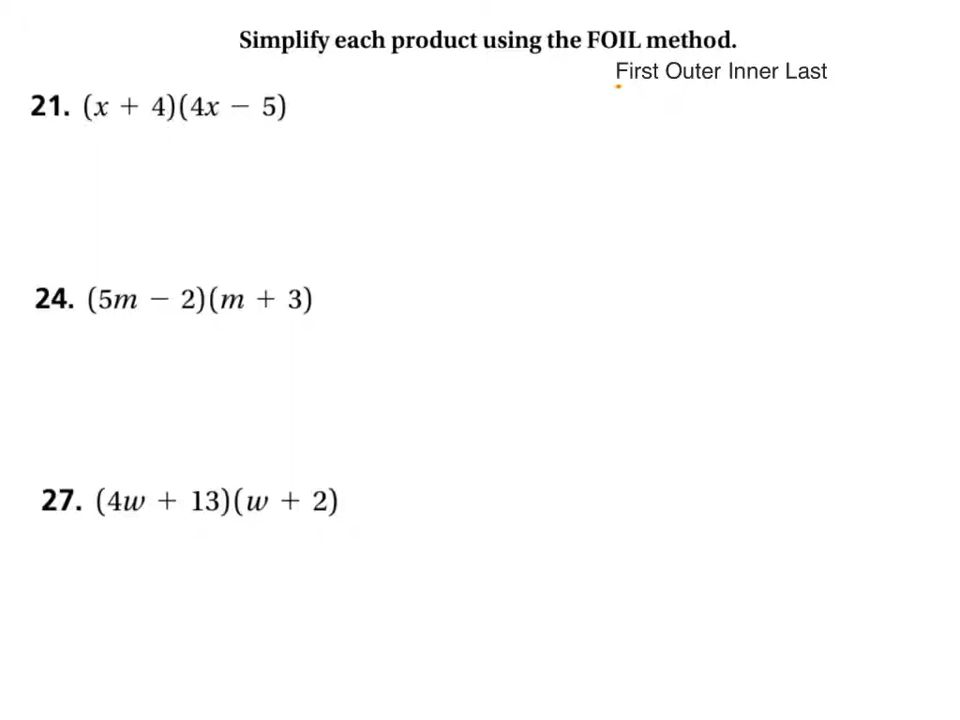 Simplify each product using the FOIL method.
First Outer Inner Last
21. (x + 4)(4x − 5)
24. (5m − 2)(m + 3)
27. (4w + 13)(w + 2)